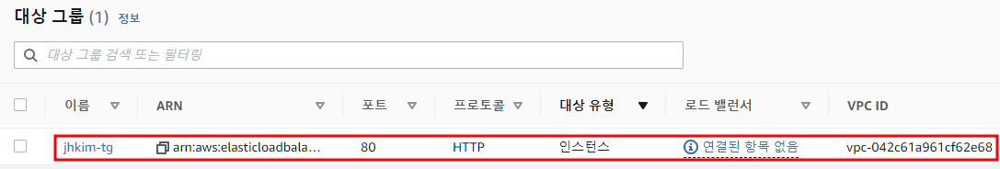 대상 그룹 (1) 정보
대상 그룹 검색 또는 필터링
이름 ARN 포트 프로토콜 대상 유형 로드 밸런서 VPC ID
jhkim-tg arn:aws:elasticloadbala... 80 HTTP 인스턴스 연결된 항목 없음 vpc-042c61a961cf62e68